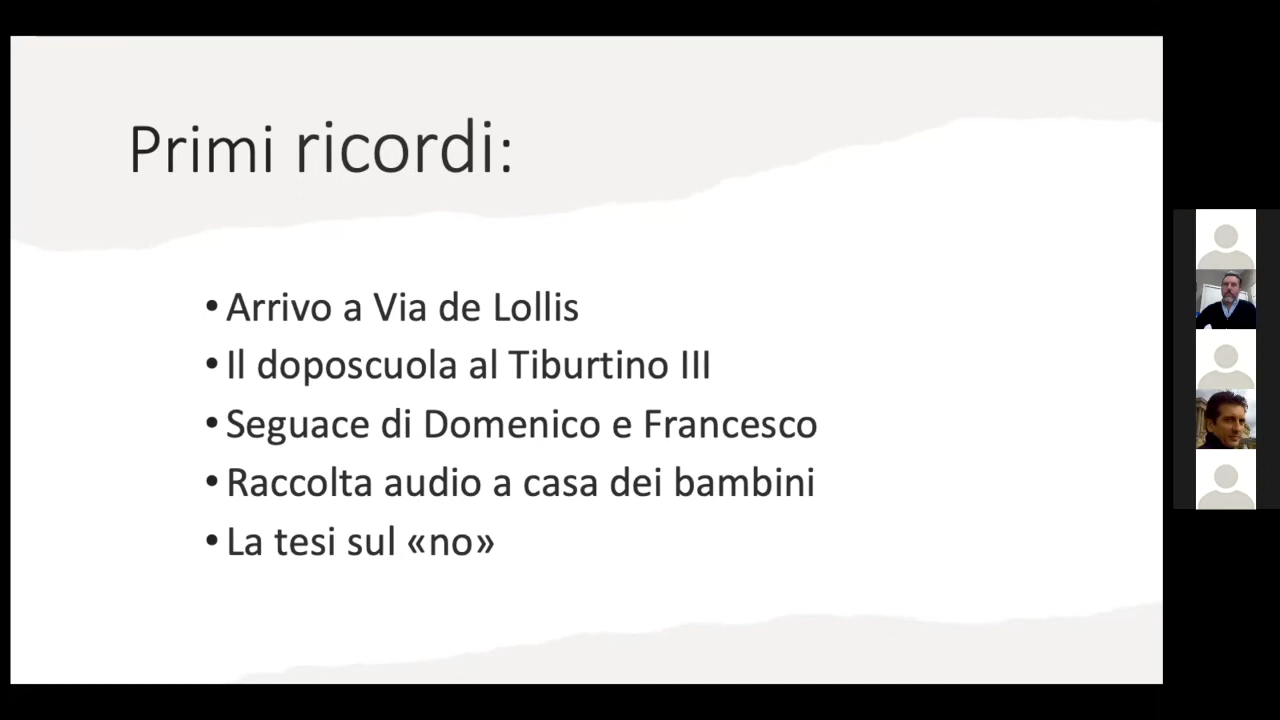 Primi ricordi:
• Arrivo a Via de Lollis
• Il doposcuola al Tiburtino III
• Seguace di Domenico e Francesco
• Raccolta audio a casa dei bambini
• La tesi sul «no»